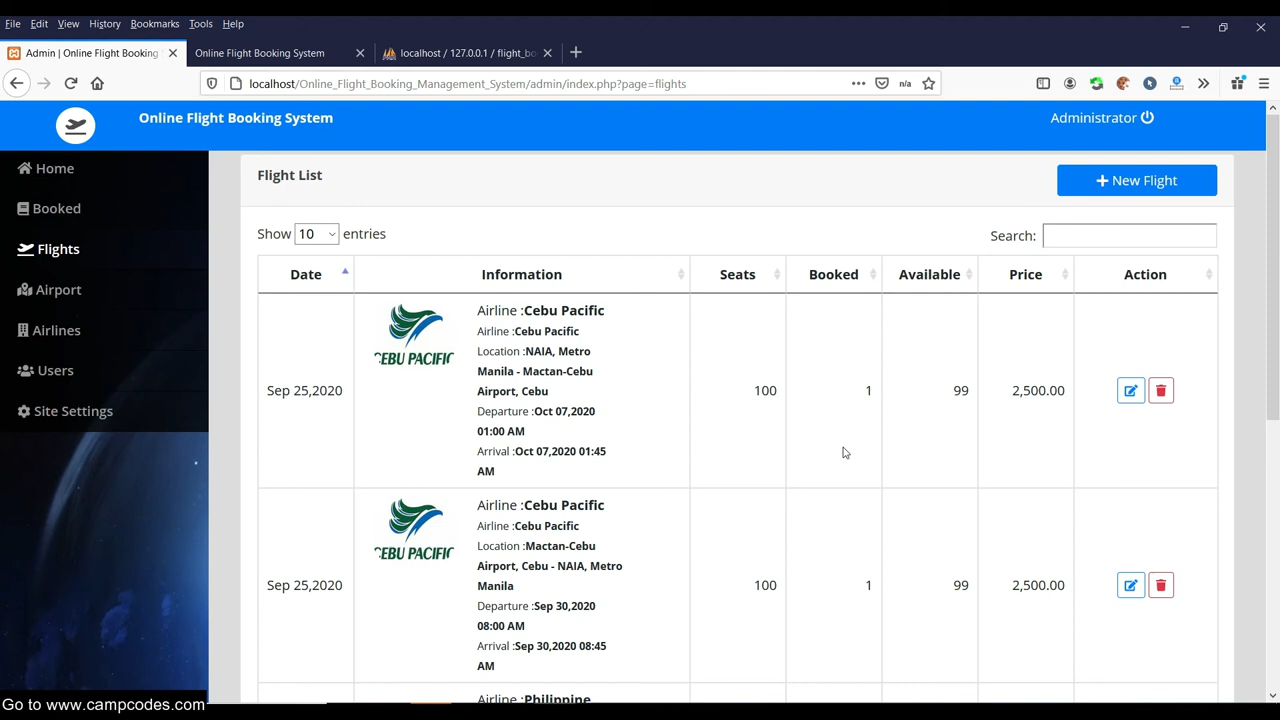 File Edit View History Bookmarks Tools Help
Admin | Online Flight Booking
Online Flight Booking System
localhost / 127.0.0.1 / flight_bo
localhost/Online_Flight_Booking_Management_System/admin/index.php?page=flights
n/a
Online Flight Booking System
Administrator
Home
Booked
Flights
Airport
Airlines
Users
Site Settings
Flight List
New Flight
Show 10 entries
Search:
Date Information Seats Booked Available Price Action
Sep 25,2020
CEBU PACIFIC
Airline :Cebu Pacific
Airline :Cebu Pacific
Location :NAIA, Metro
Manila - Mactan-Cebu
Airport, Cebu
Departure :Oct 07,2020
01:00 AM
Arrival :Oct 07,2020 01:45
AM
100 1 99 2,500.00
Sep 25,2020
CEBU PACIFIC
Airline :Cebu Pacific
Airline :Cebu Pacific
Location :Mactan-Cebu
Airport, Cebu - NAIA, Metro
Manila
Departure :Sep 30,2020
08:00 AM
Arrival :Sep 30,2020 08:45
AM
100 1 99 2,500.00
Airline :Philippine
Go to www.campcodes.com